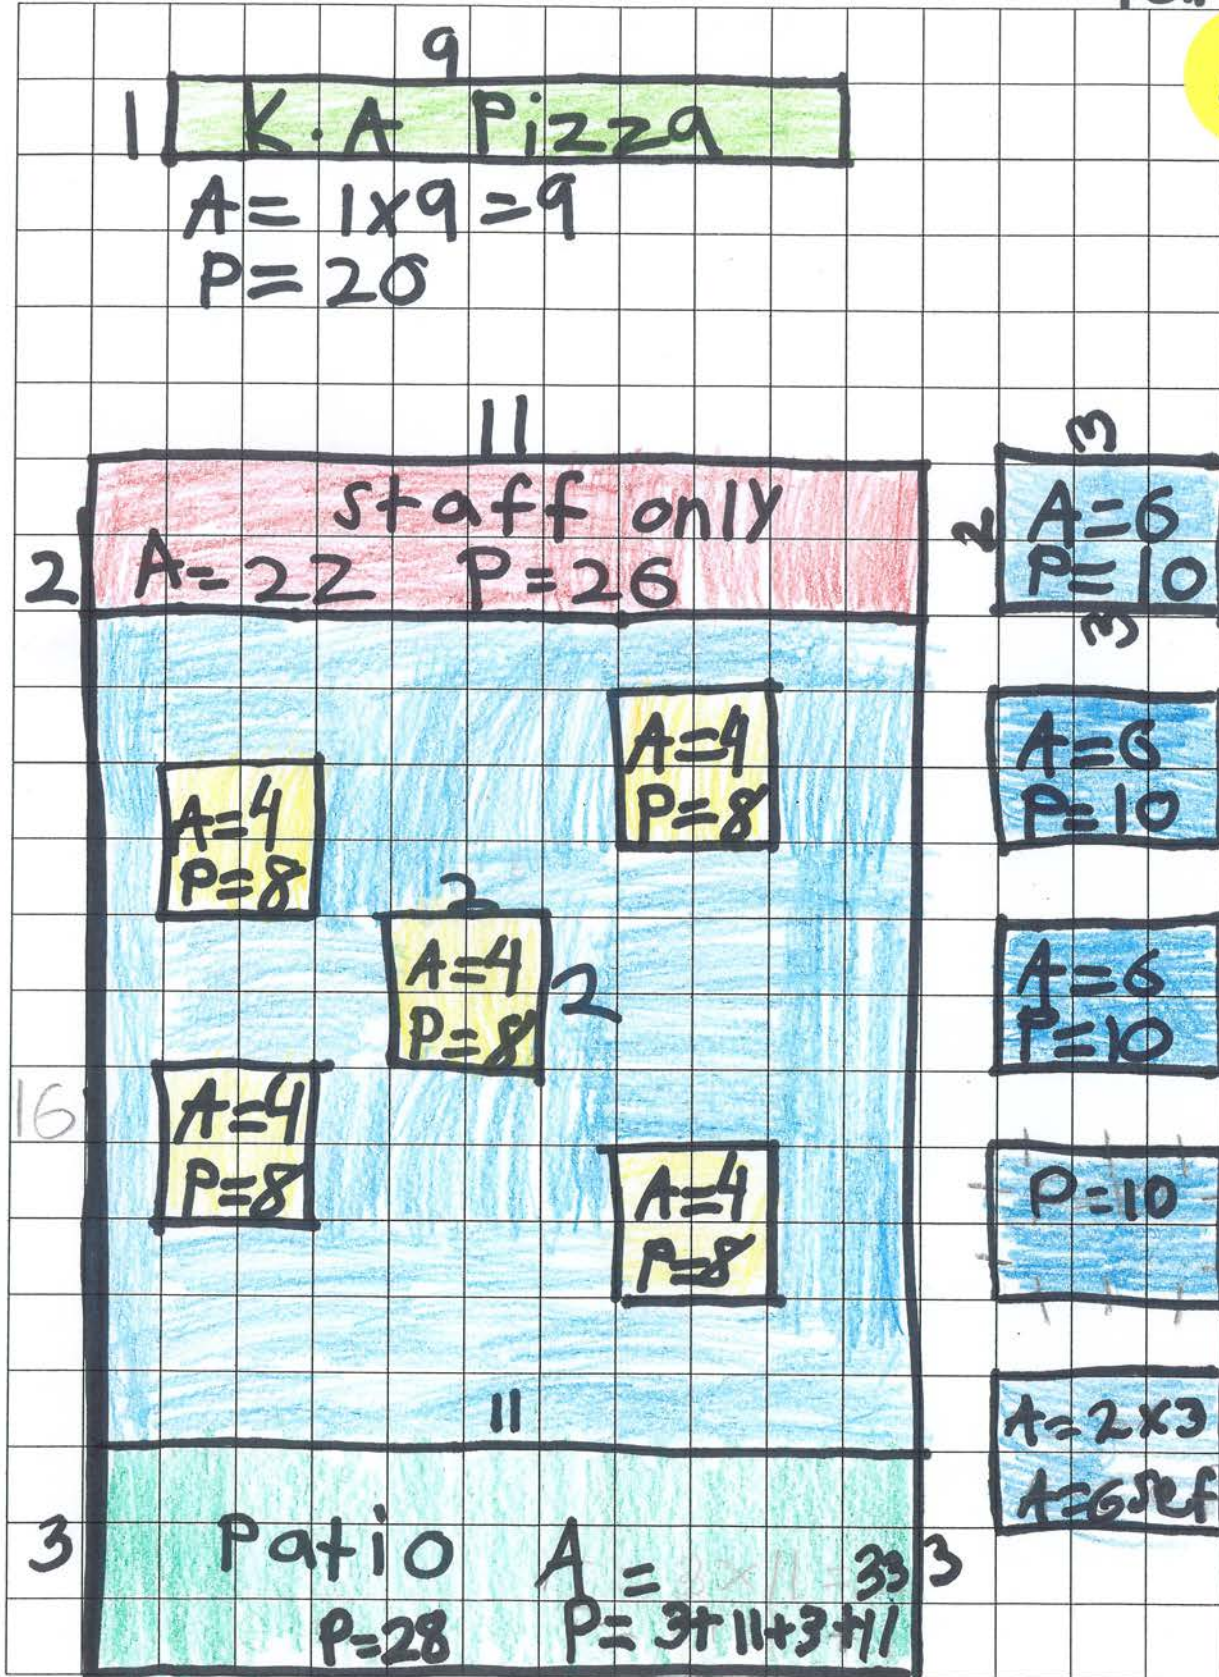 9
1 K.A Pizza
A= 1x9=9
P= 20
11
staff only
2 A=22 P=26
3
2 A=6
P=10
3
A=4
P=8
A=6
P=10
A=4
P=8
2
A=4
P=8 2
A=6
P=10
16
A=4
P=8
A=4
P=8
P=10
11
A=2x3
3 Patio A = 3x11=33 3
P=28 P=3+11+3+11